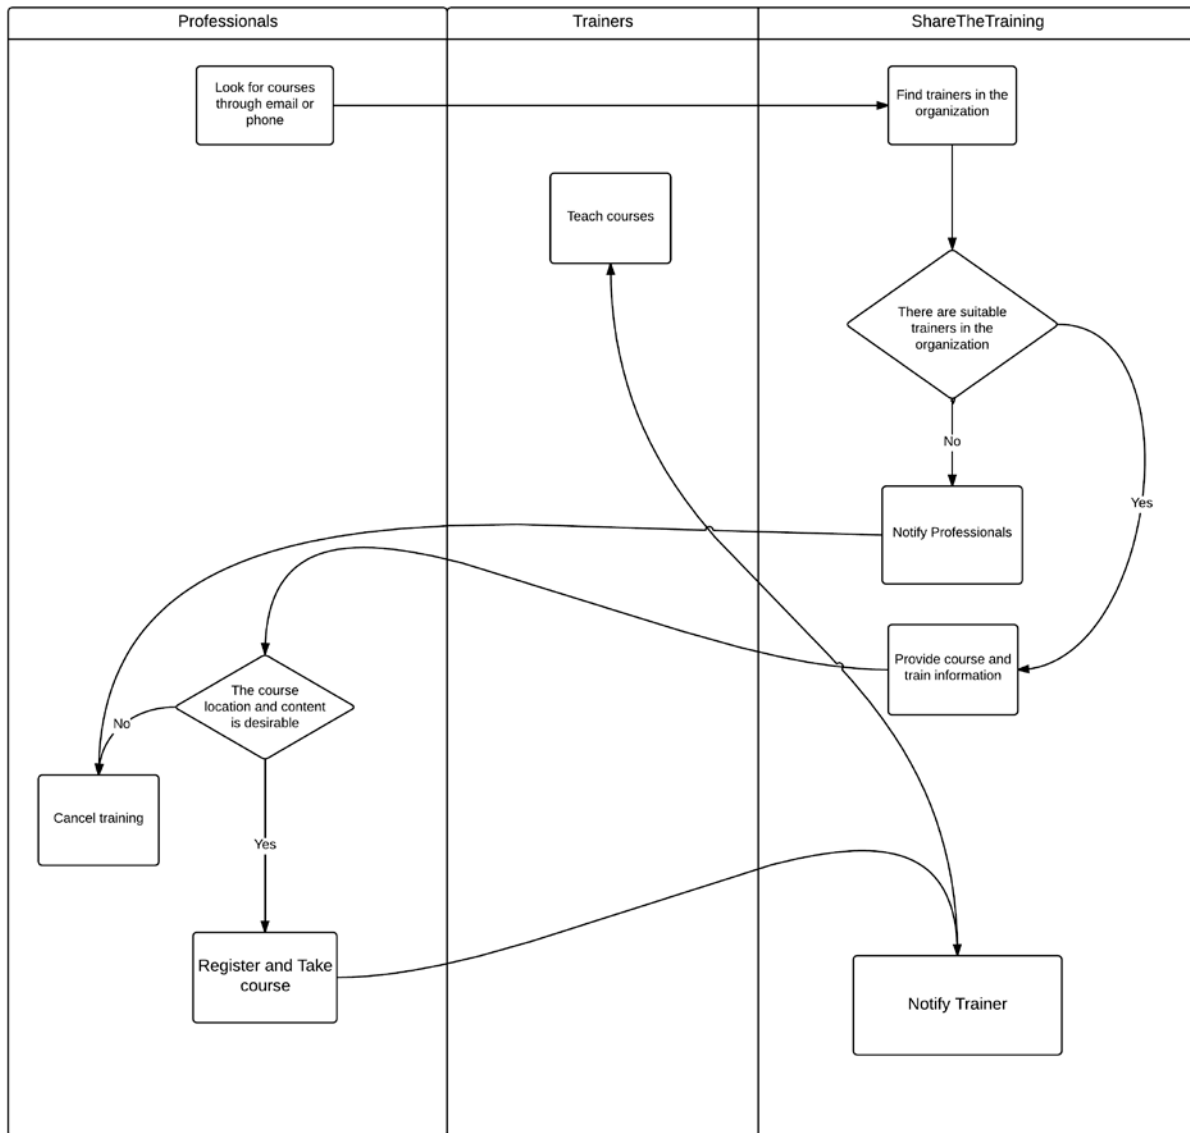 Professionals
Trainers
ShareTheTraining
Look for courses
through email or
phone
Find trainers in the
organization
Teach courses
There are suitable
trainers in the
organization
No
Yes
Notify Professionals
Provide course and
train information
The course
location and content
is desirable
No
Cancel training
Yes
Register and Take
course
Notify Trainer